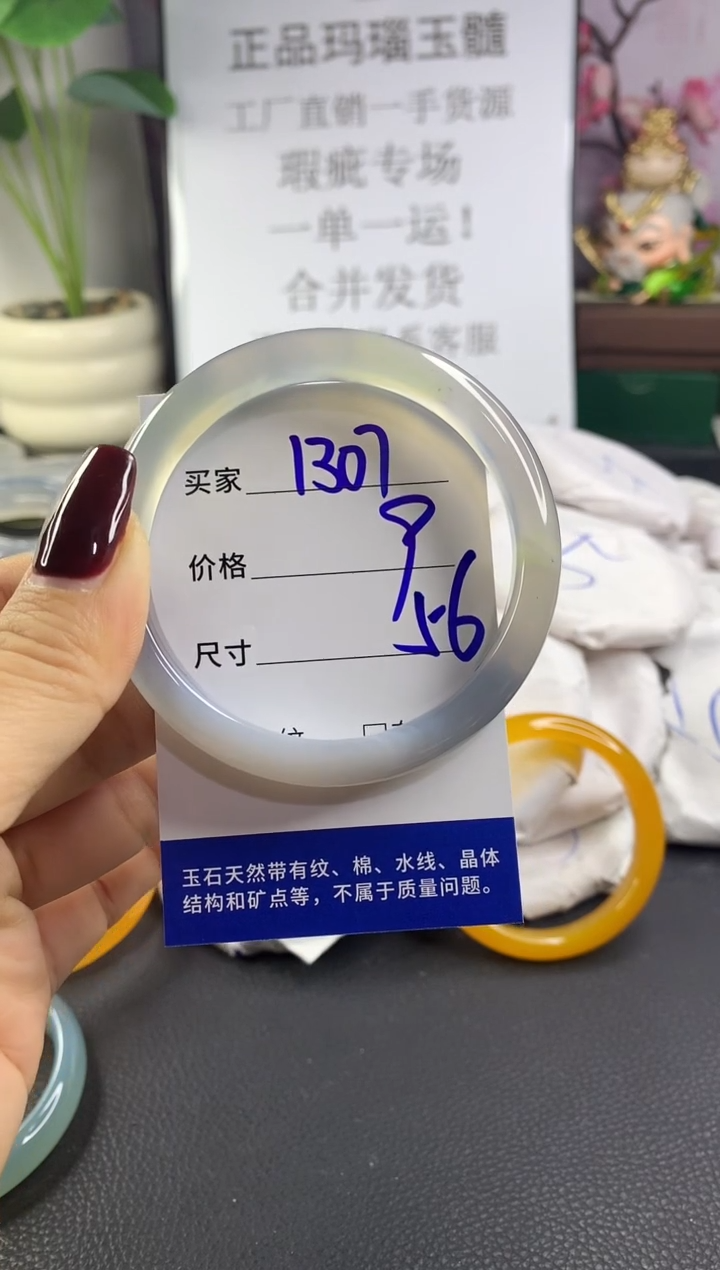 正品玛瑙玉髓
工厂直销一手货源
瑕疵专场
一单一运！
合并发货
客服
买家 1307
价格 9
尺寸 56
玉石天然带有纹、棉、水线、晶体
结构和矿点等，不属于质量问题。